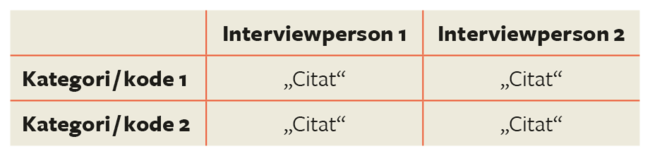 Interviewperson 1 Interviewperson 2
Kategori/kode 1 „Citat“ „Citat“
Kategori/kode 2 „Citat“ „Citat“